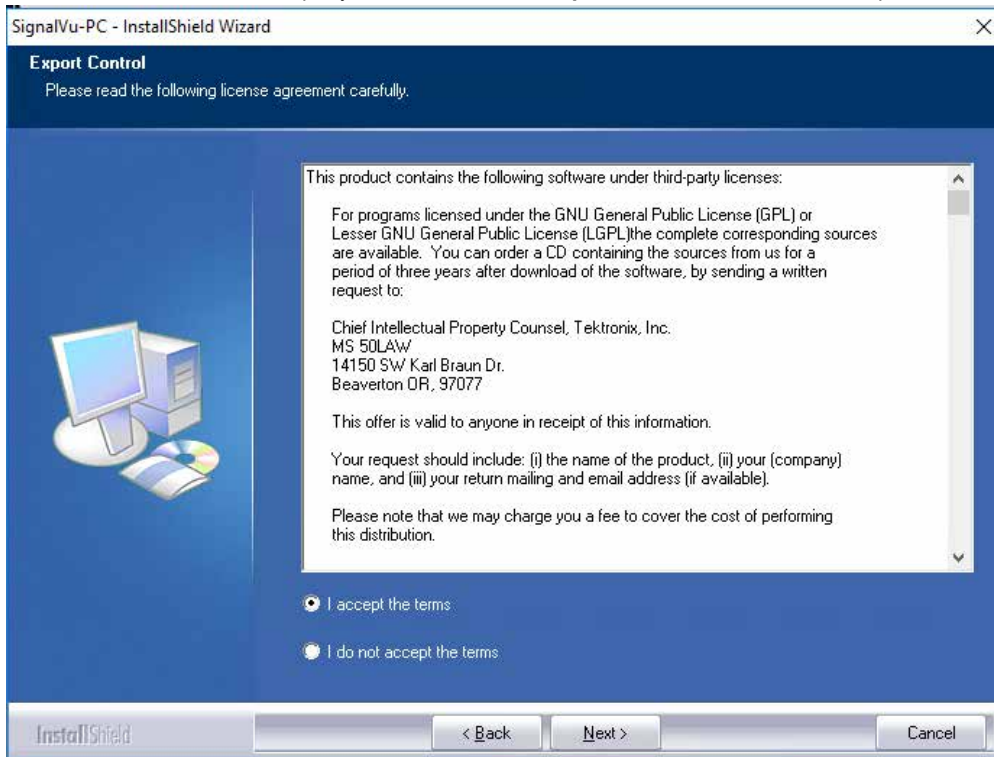 SignalVu-PC - InstallShield Wizard
Export Control
Please read the following license agreement carefully.
This product contains the following software under third-party licenses:
For programs licensed under the GNU General Public License (GPL) or
Lesser GNU General Public License (LGPL)the complete corresponding sources
are available. You can order a CD containing the sources from us for a
period of three years after download of the software, by sending a written
request to:
Chief Intellectual Property Counsel, Tektronix, Inc.
MS 50LAW
14150 SW Karl Braun Dr.
Beaverton OR, 97077
This offer is valid to anyone in receipt of this information.
Your request should include: (i) the name of the product, (ii) your (company)
name, and (iii) your return mailing and email address (if available).
Please note that we may charge you a fee to cover the cost of performing
this distribution.
I accept the terms
I do not accept the terms
InstallShield
< Back
Next >
Cancel